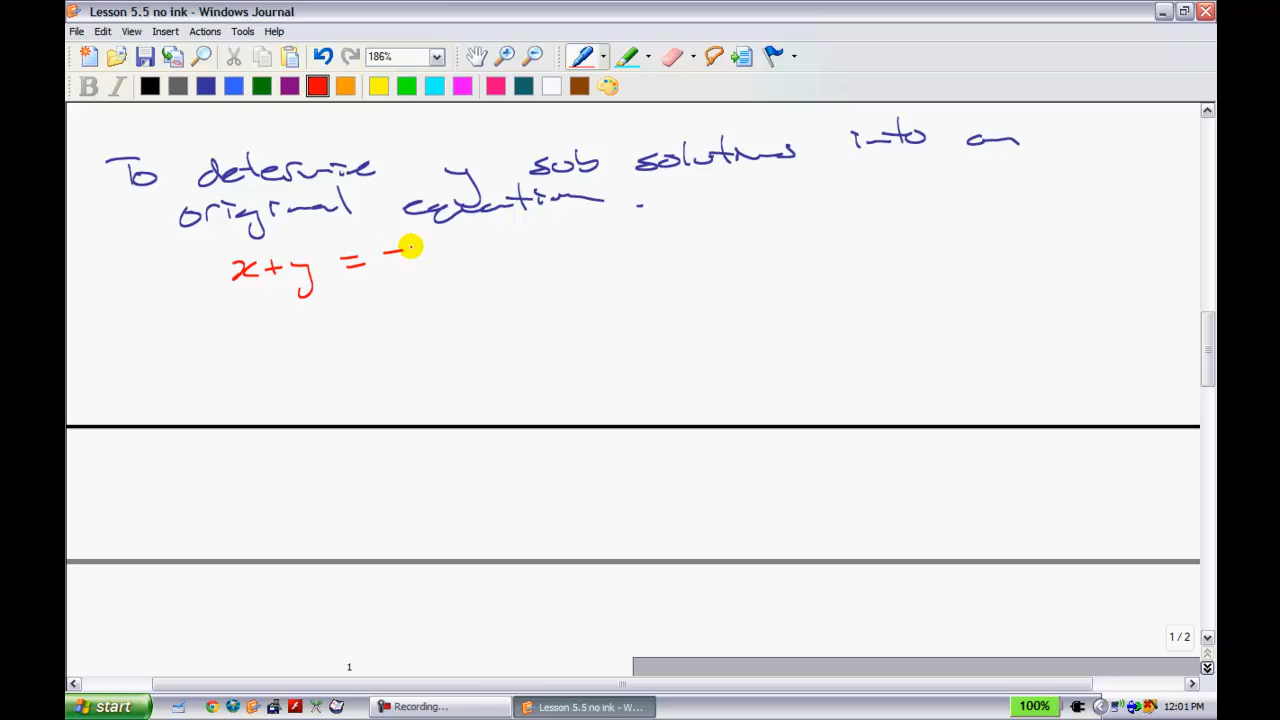 Lesson 5.5 no ink - Windows Journal
File Edit View Insert Actions Tools Help
186%
B I
To determine y sub solutions into an
original equation .
x+y = -
1 / 2
1
start Recording... Lesson 5.5 no ink - W... 100% 12:01 PM